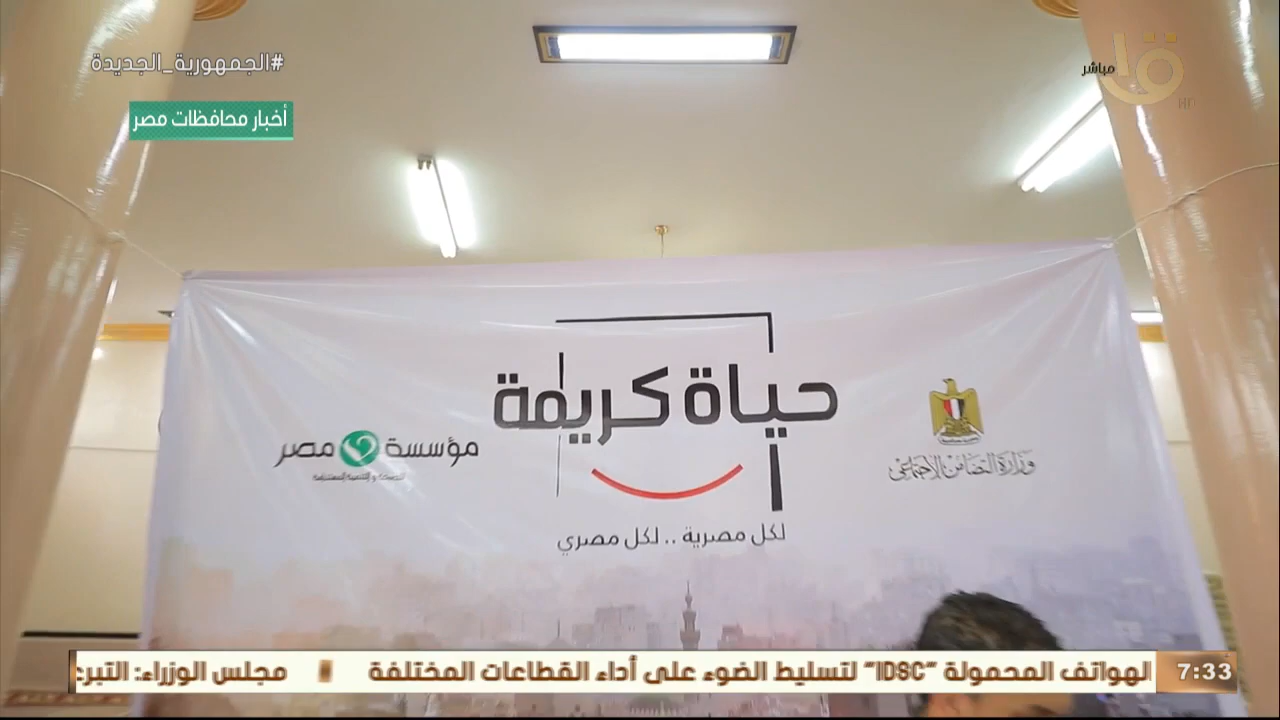 #الجمهورية_الجديدة
مباشر
أخبار محافظات مصر
حياة كريمة
مؤسسة مصر
وزارة التضامن الاجتماعي
لكل مصرية .. لكل مصري
7:33
الهواتف المحمولة "IDSC" لتسليط الضوء على أداء القطاعات المختلفة
مجلس الوزراء: التبرع